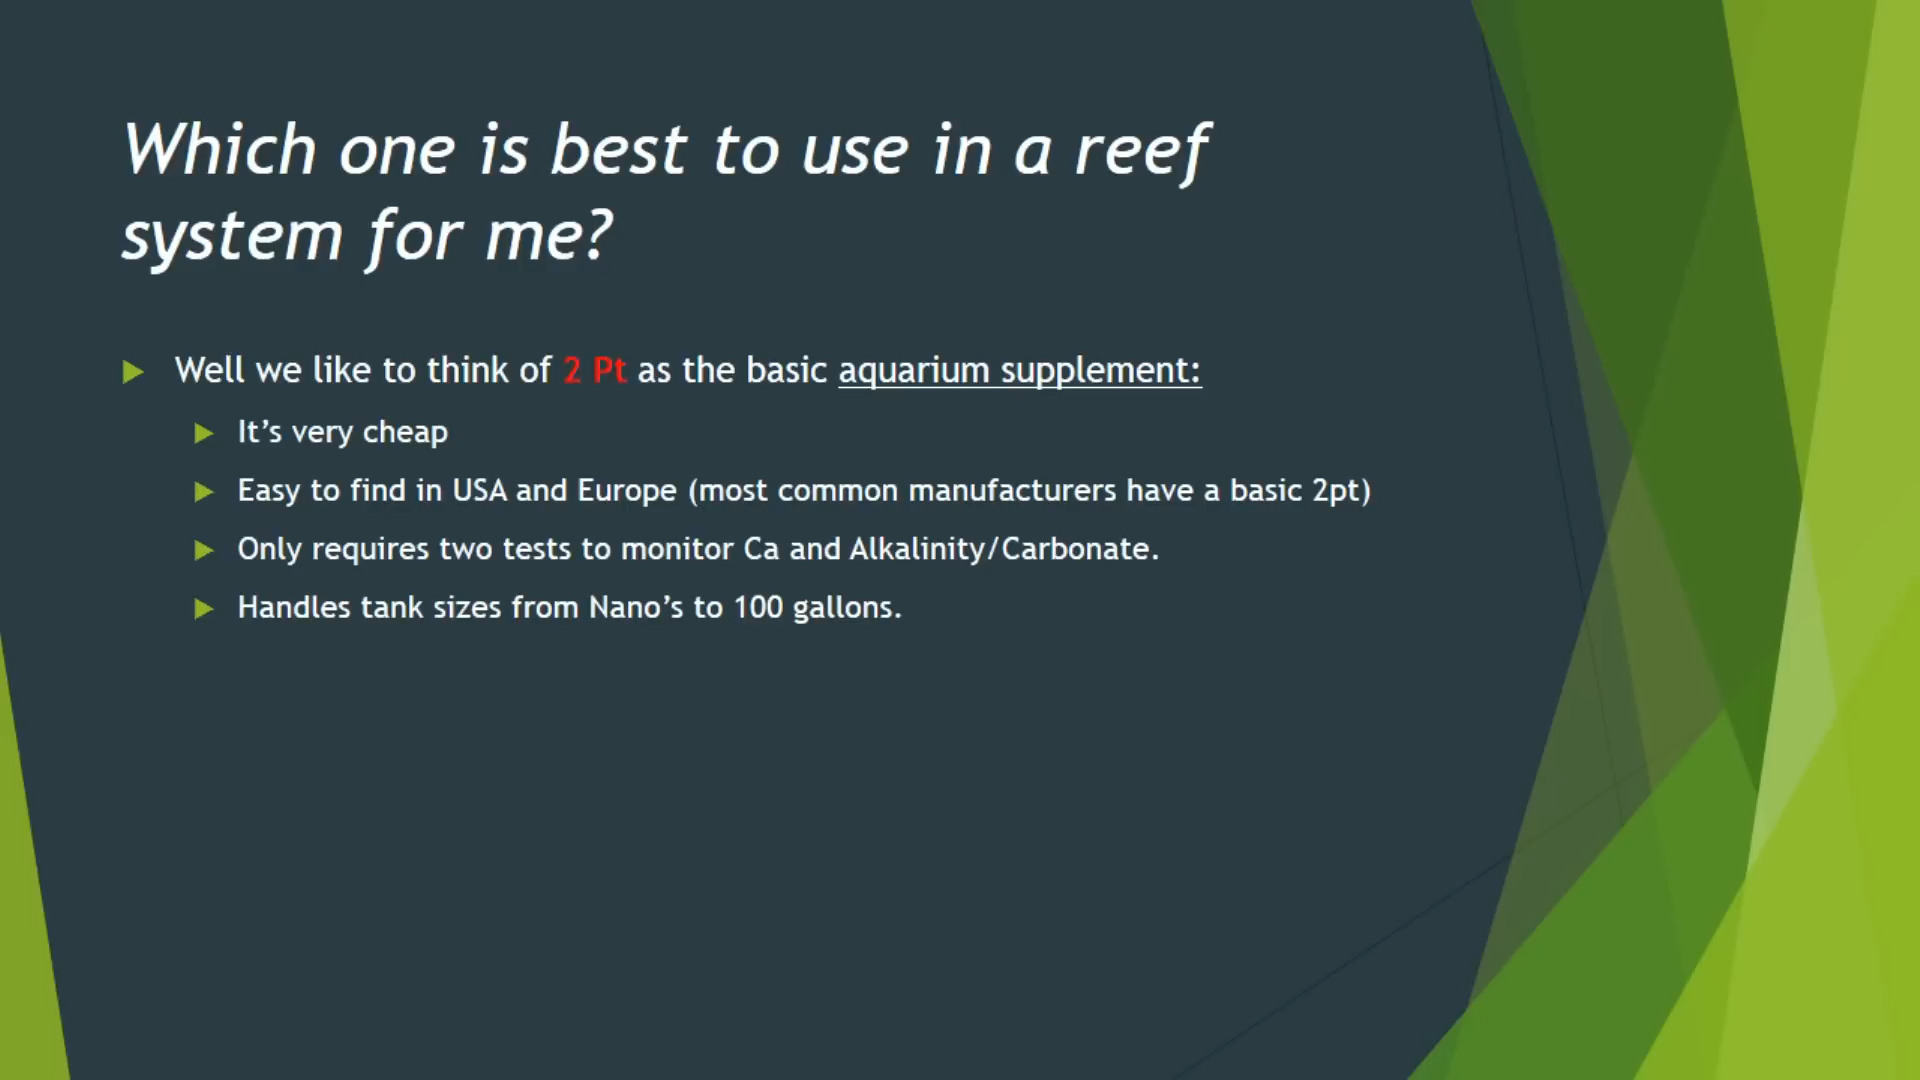 Which one is best to use in a reef
system for me?
Well we like to think of 2 Pt as the basic aquarium supplement:
It’s very cheap
Easy to find in USA and Europe (most common manufacturers have a basic 2pt)
Only requires two tests to monitor Ca and Alkalinity/Carbonate.
Handles tank sizes from Nano’s to 100 gallons.